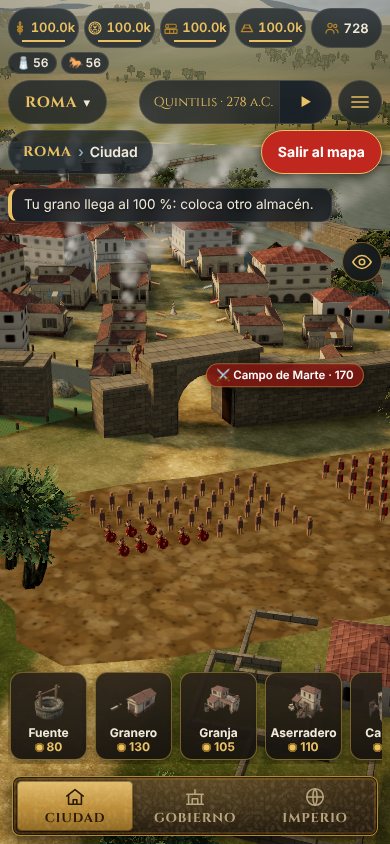 100.0k 100.0k 100.0k 100.0k 728
56 56
ROMA ▾ QUINTILIS · 278 A.C.
ROMA › Ciudad Salir al mapa
Tu grano llega al 100 %: coloca otro almacén.
Campo de Marte · 170
Fuente Granero Granja Aserradero Ca
80 130 105 110
CIUDAD GOBIERNO IMPERIO